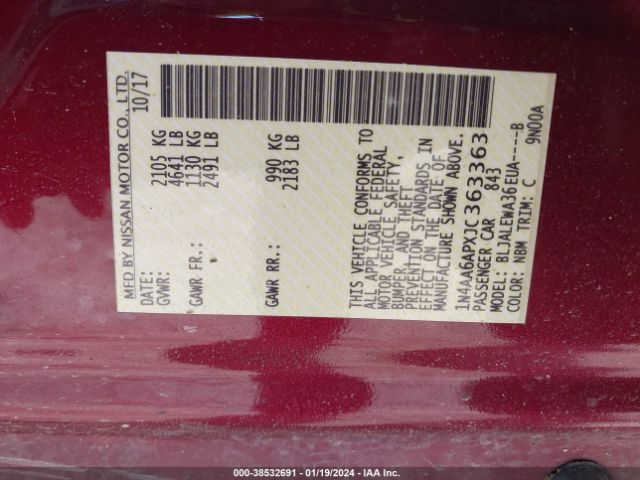 MFD BY NISSAN MOTOR CO., LTD.
DATE: 10/17
GVWR: 2105 KG
4641 LB
GAWR FR.: 1130 KG
2491 LB
GAWR RR.: 990 KG
2183 LB
THIS VEHICLE CONFORMS TO
ALL APPLICABLE FEDERAL
MOTOR VEHICLE SAFETY,
BUMPER, AND THEFT
PREVENTION STANDARDS IN
EFFECT ON THE DATE OF
MANUFACTURE SHOWN ABOVE.
1N4AA6APXJC363363
PASSENGER CAR 843
MODEL: BLJALEWA36EUA----B
COLOR: NBM TRIM: C 9N00A
000-38532691 - 01/19/2024 - IAA Inc.